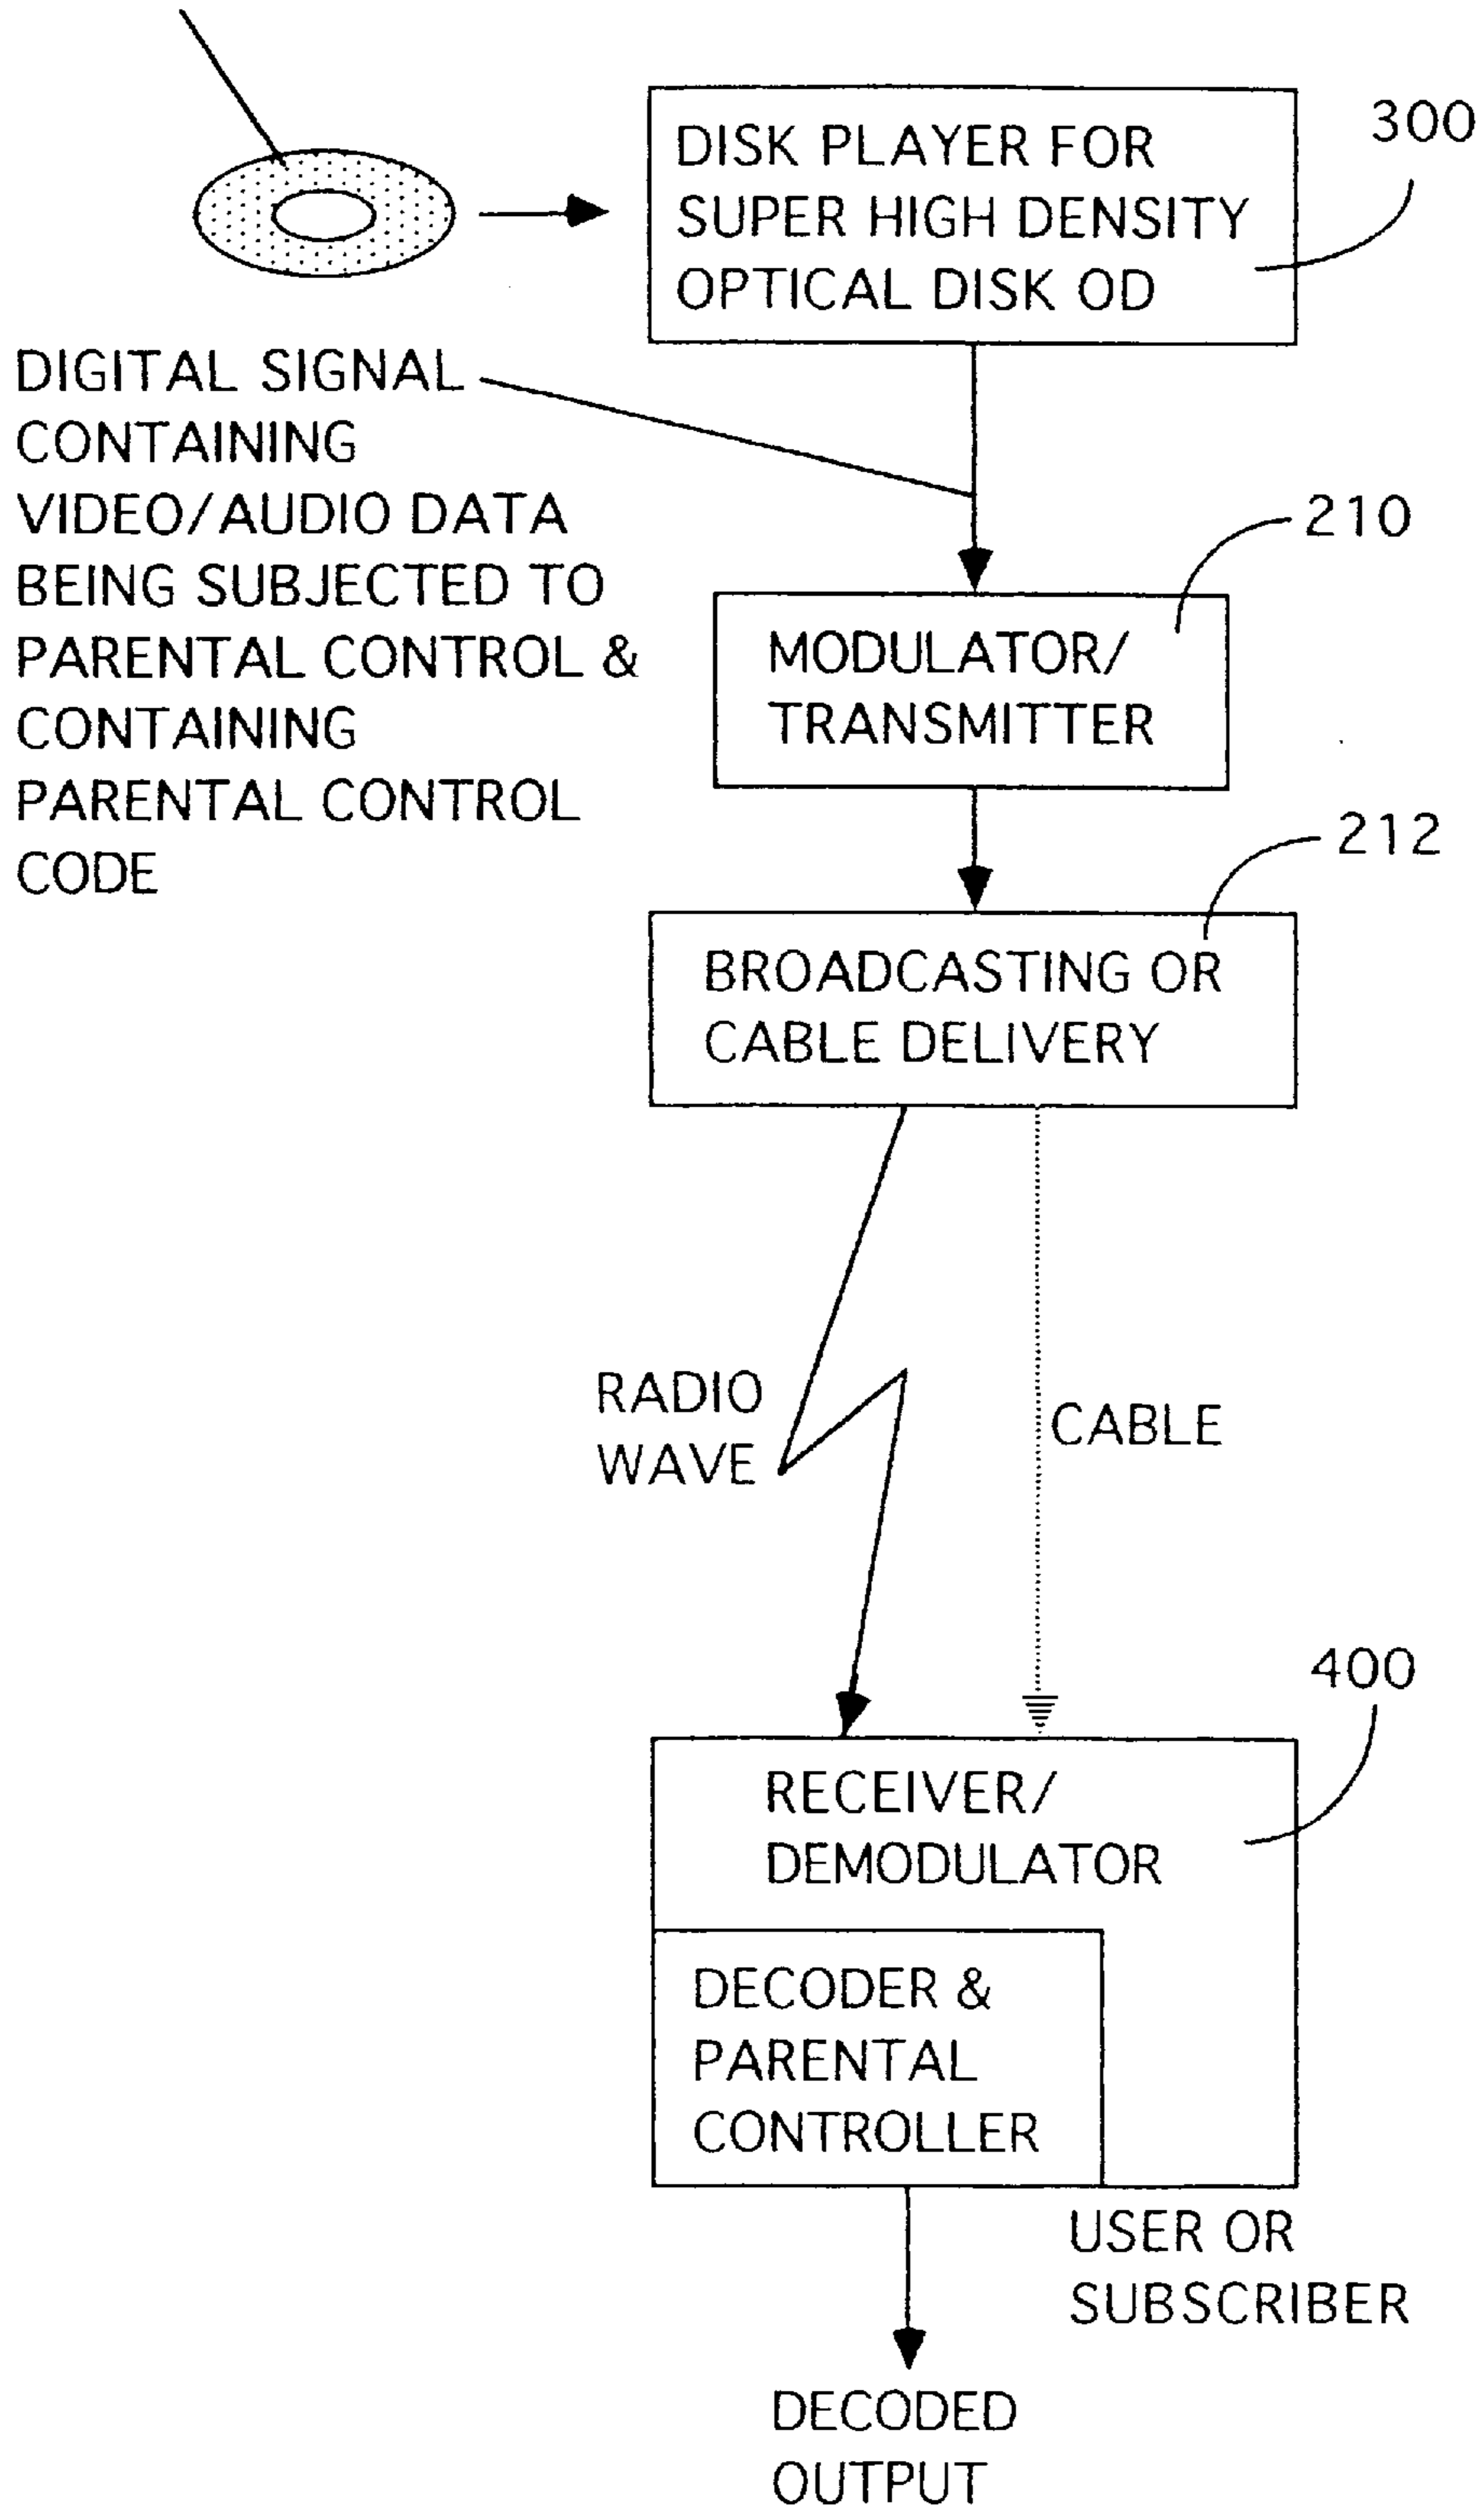 DISK PLAYER FOR
SUPER HIGH DENSITY
OPTICAL DISK OD
300
DIGITAL SIGNAL
CONTAINING
VIDEO/AUDIO DATA
BEING SUBJECTED TO
PARENTAL CONTROL &
CONTAINING
PARENTAL CONTROL
CODE
210
MODULATOR/
TRANSMITTER
212
BROADCASTING OR
CABLE DELIVERY
RADIO
WAVE
CABLE
400
RECEIVER/
DEMODULATOR
DECODER &
PARENTAL
CONTROLLER
USER OR
SUBSCRIBER
DECODED
OUTPUT